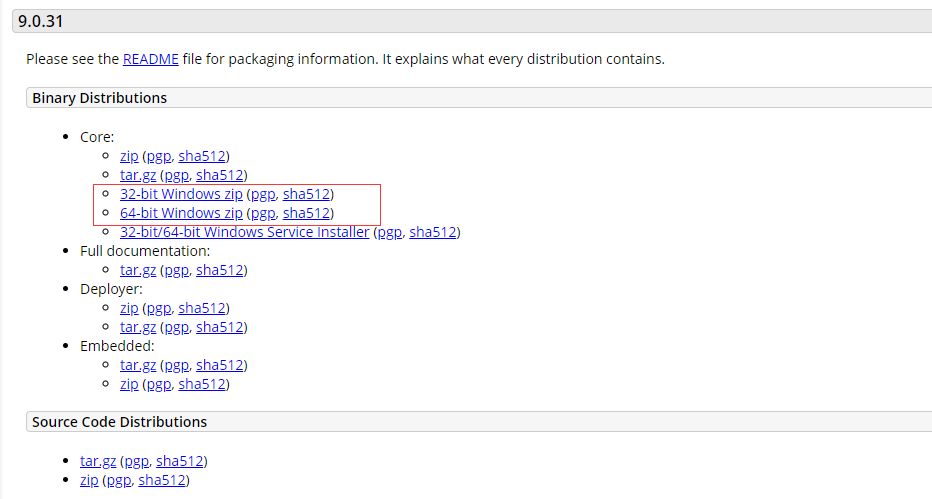 9.0.31
Please see the README file for packaging information. It explains what every distribution contains.
Binary Distributions
Core:
zip (pgp, sha512)
tar.gz (pgp, sha512)
32-bit Windows zip (pgp, sha512)
64-bit Windows zip (pgp, sha512)
32-bit/64-bit Windows Service Installer (pgp, sha512)
Full documentation:
tar.gz (pgp, sha512)
Deployer:
zip (pgp, sha512)
tar.gz (pgp, sha512)
Embedded:
tar.gz (pgp, sha512)
zip (pgp, sha512)
Source Code Distributions
tar.gz (pgp, sha512)
zip (pgp, sha512)